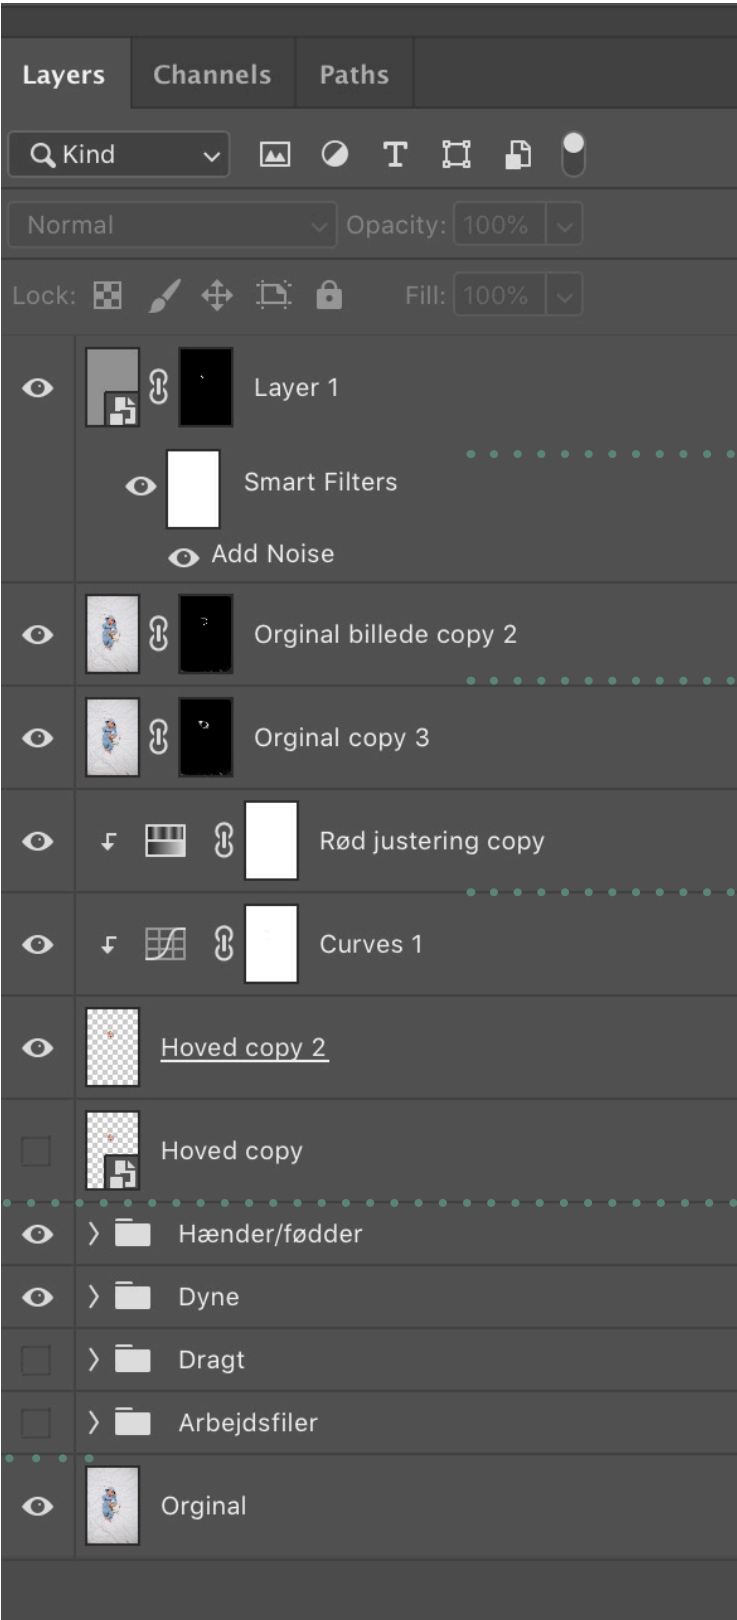 Layers Channels Paths
Kind T
Normal Opacity: 100%
Lock: Fill: 100%
Layer 1
Smart Filters
Add Noise
Orginal billede copy 2
Orginal copy 3
Rød justering copy
Curves 1
Hoved copy 2
Hoved copy
Hænder/fødder
Dyne
Dragt
Arbejdsfiler
Orginal